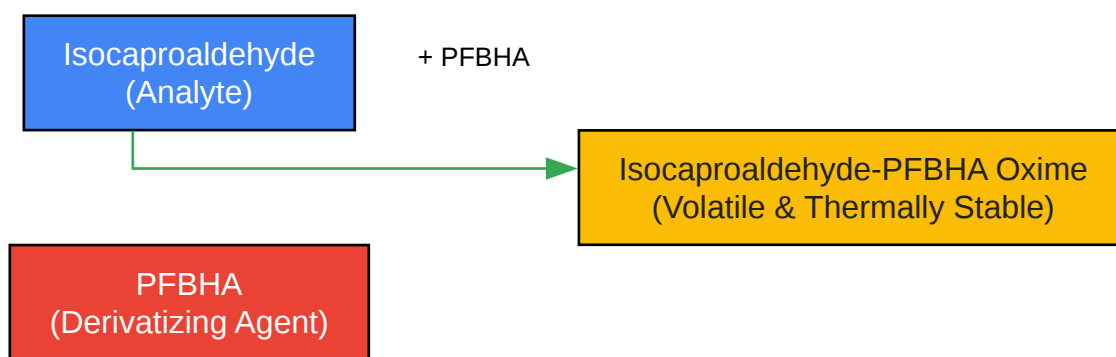 Isocaproaldehyde
(Analyte)
+ PFBHA
Isocaproaldehyde-PFBHA Oxime
(Volatile & Thermally Stable)
PFBHA
(Derivatizing Agent)